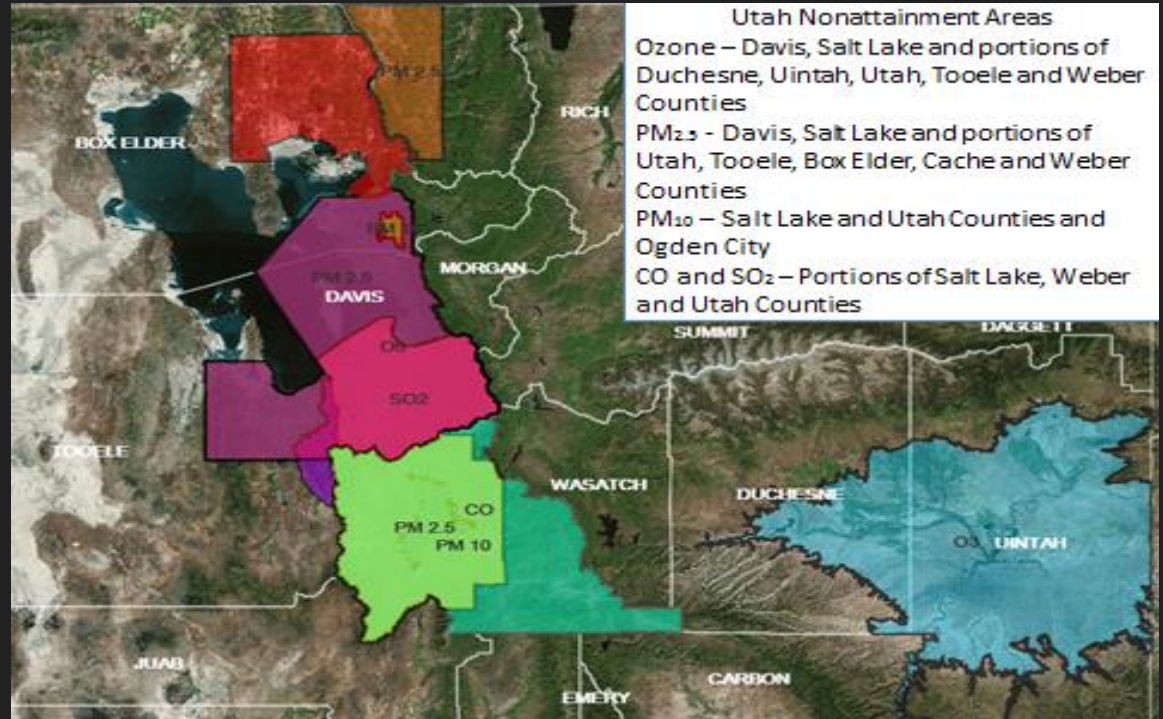 Utah Nonattainment Areas
Ozone – Davis, Salt Lake and portions of
Duchesne, Uintah, Utah, Tooele and Weber
Counties
PM2.5 - Davis, Salt Lake and portions of
Utah, Tooele, Box Elder, Cache and Weber
Counties
PM10 – Salt Lake and Utah Counties and
Ogden City
CO and SO2 – Portions of Salt Lake, Weber
and Utah Counties
PM 2.5
RICH
BOX ELDER
MORGAN
PM 2.5
DAVIS
SUMMIT
DAGGETT
SO2
TOOELE
WASATCH
DUCHESNE
CO
PM 2.5
PM 10
O3
UINTAH
JUAB
CARBON
EMERY